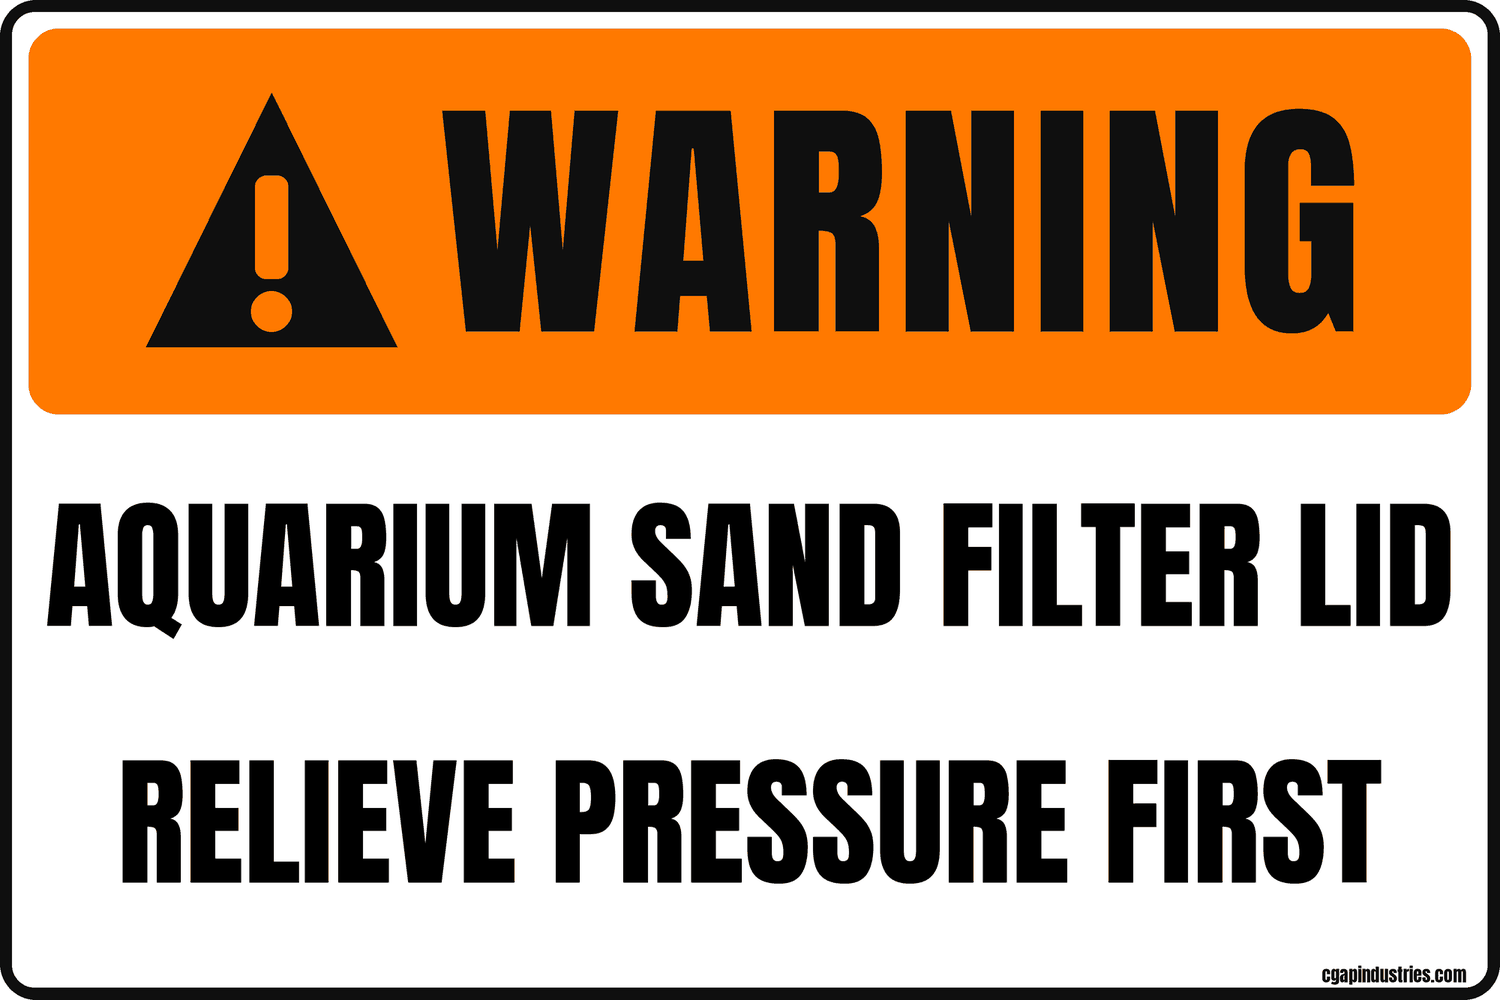 WARNING
AQUARIUM SAND FILTER LID
RELIEVE PRESSURE FIRST
cgapindustries.com